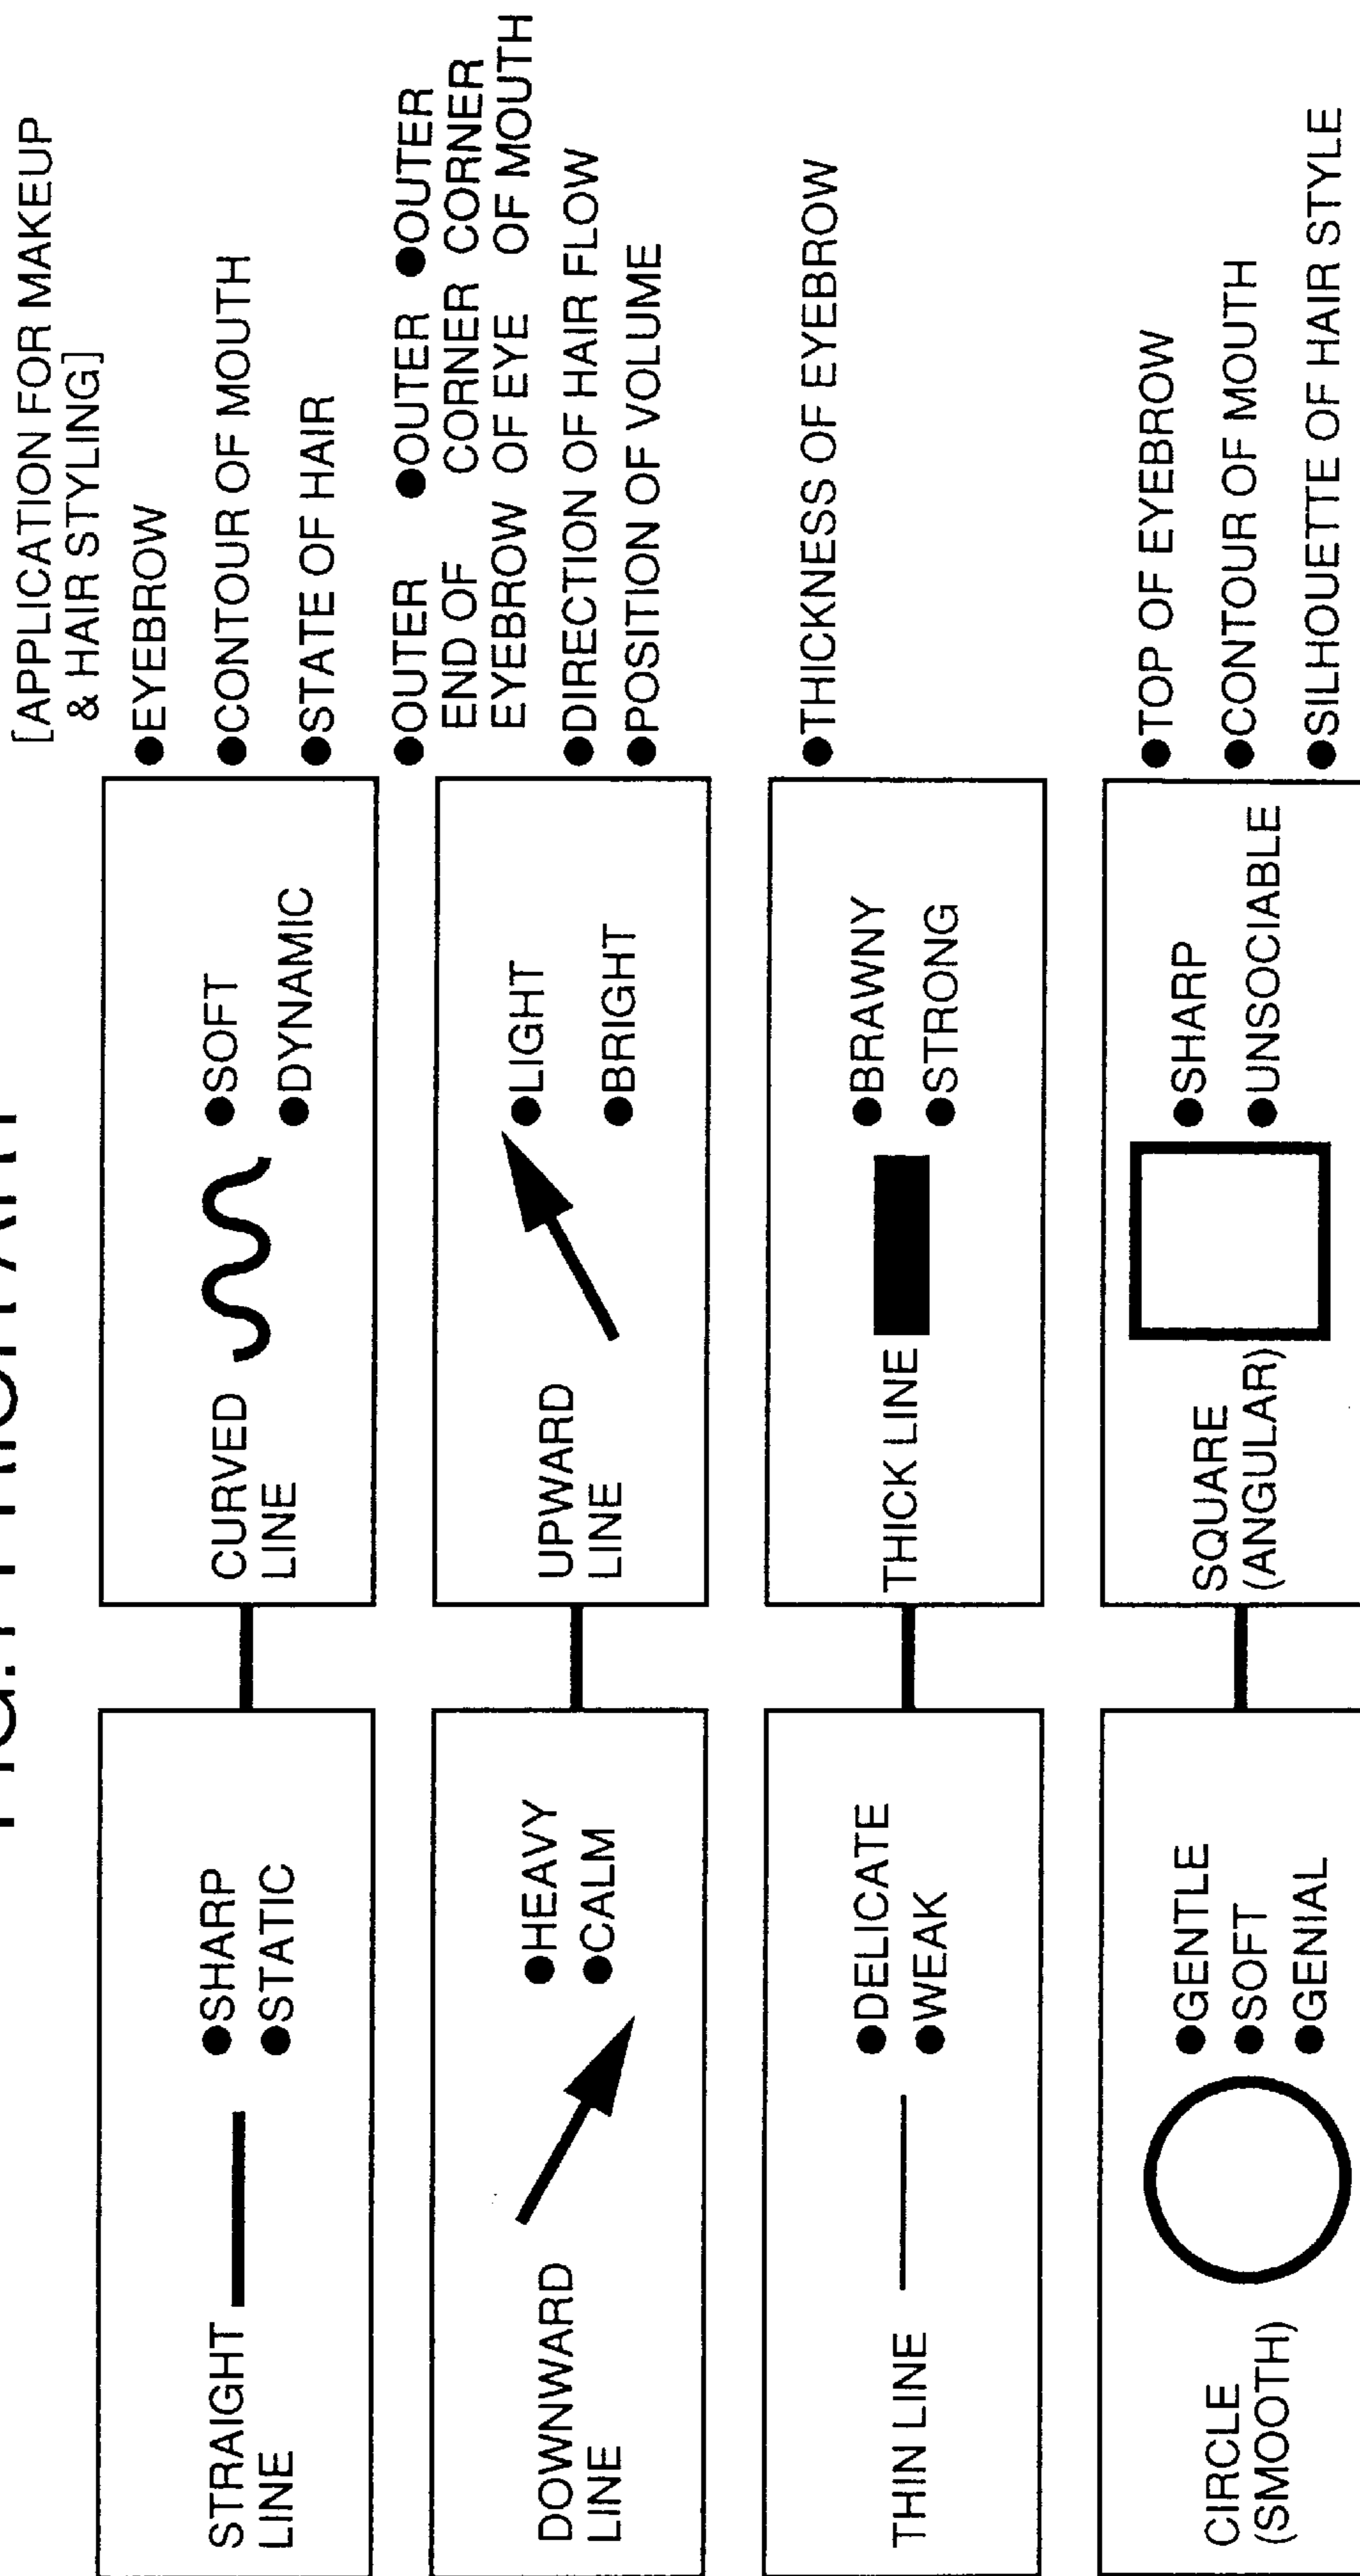 [APPLICATION FOR MAKEUP
& HAIR STYLING]
STRAIGHT
LINE
●SHARP
●STATIC
CURVED
LINE
●SOFT
●DYNAMIC
●EYEBROW
●CONTOUR OF MOUTH
●STATE OF HAIR
DOWNWARD
LINE
●HEAVY
●CALM
UPWARD
LINE
●LIGHT
●BRIGHT
●OUTER ●OUTER ●OUTER
END OF CORNER CORNER
EYEBROW OF EYE OF MOUTH
●DIRECTION OF HAIR FLOW
●POSITION OF VOLUME
THIN LINE
●DELICATE
●WEAK
THICK LINE
●BRAWNY
●STRONG
●THICKNESS OF EYEBROW
CIRCLE
(SMOOTH)
●GENTLE
●SOFT
●GENIAL
SQUARE
(ANGULAR)
●SHARP
●UNSOCIABLE
●TOP OF EYEBROW
●CONTOUR OF MOUTH
●SILHOUETTE OF HAIR STYLE